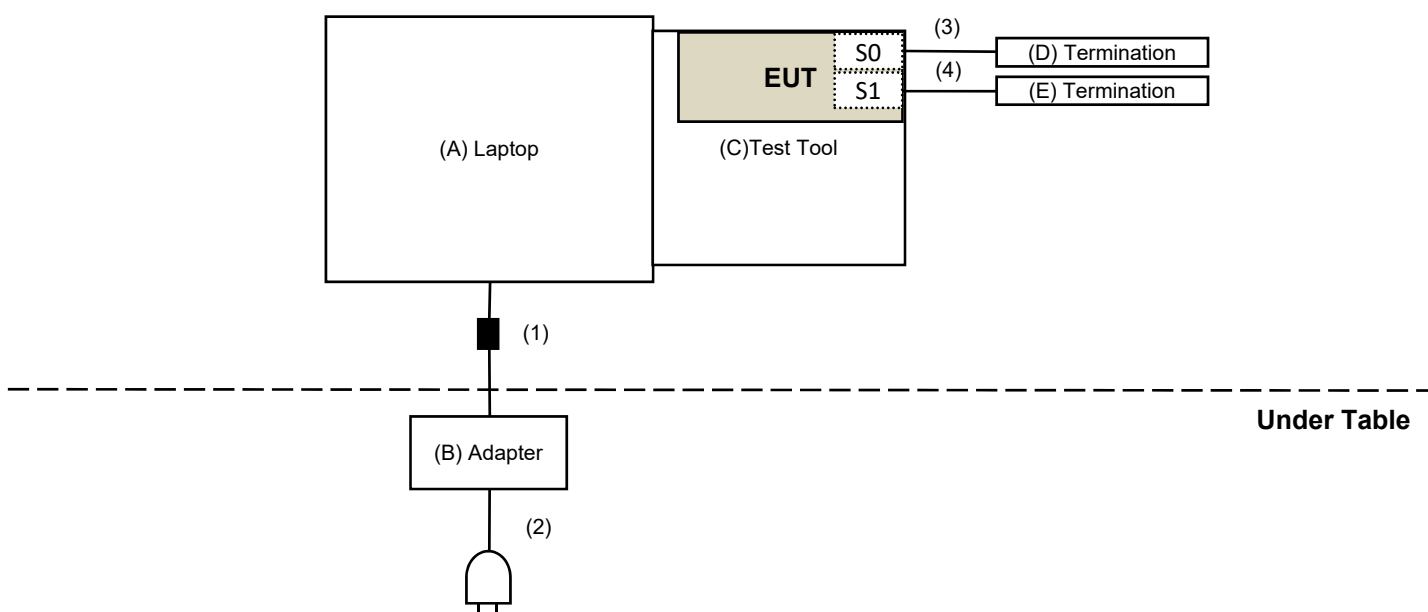 (3)
S0
(D) Termination
EUT
(4)
S1
(E) Termination
(A) Laptop
(C)Test Tool
(1)
Under Table
(B) Adapter
(2)